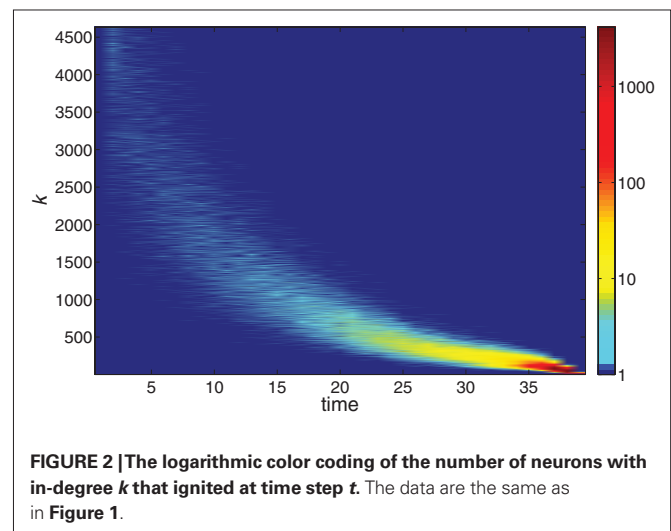 4500
4000
3500
3000
2500
2000
1500
1000
500
k
5 10 15 20 25 30 35
time
1000
100
10
1
FIGURE 2 | The logarithmic color coding of the number of neurons with
in-degree k that ignited at time step t. The data are the same as
in Figure 1.